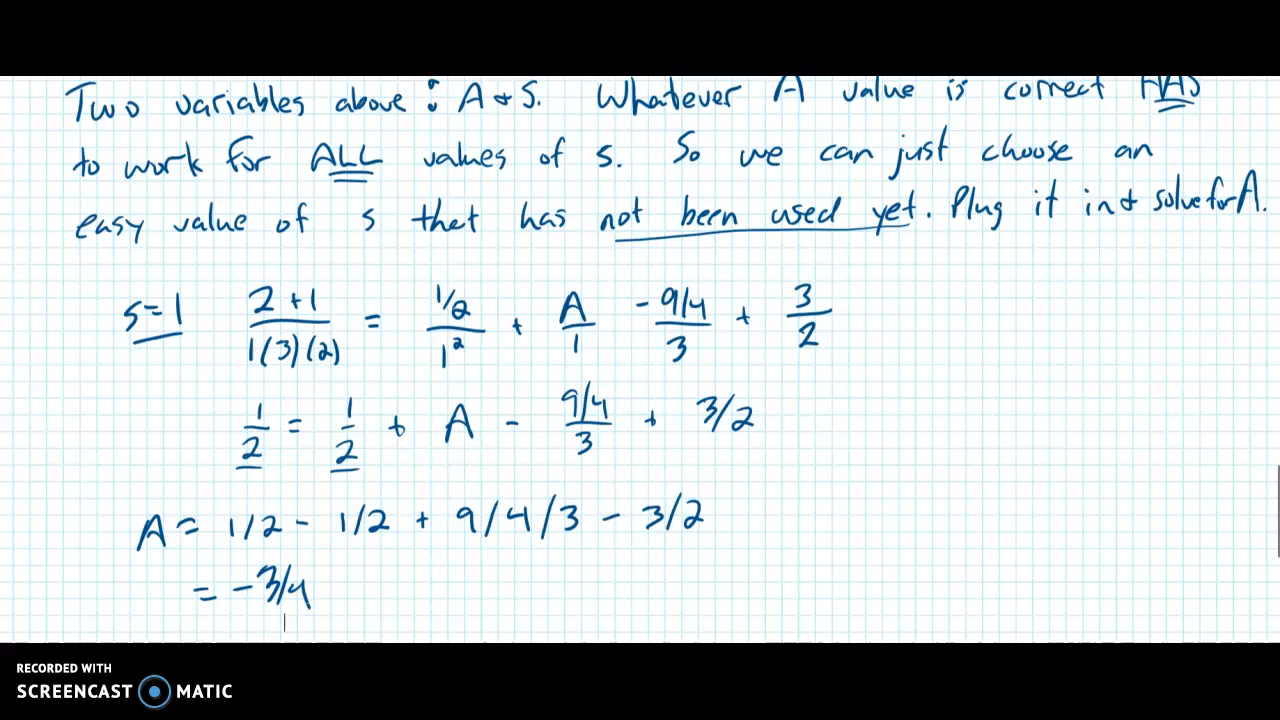 Two variables above : A & S. Whatever A value is correct HAS
to work for ALL values of s. So we can just choose an
easy value of s that has not been used yet. Plug it in & solve for A.
s=1 2+1/1(3)(2) = 1/2/1² + A/1 - 9/4/3 + 3/2
1/2 = 1/2 + A - 9/4/3 + 3/2
A = 1/2 - 1/2 + 9/4/3 - 3/2
= -3/4
RECORDED WITH
SCREENCAST MATIC